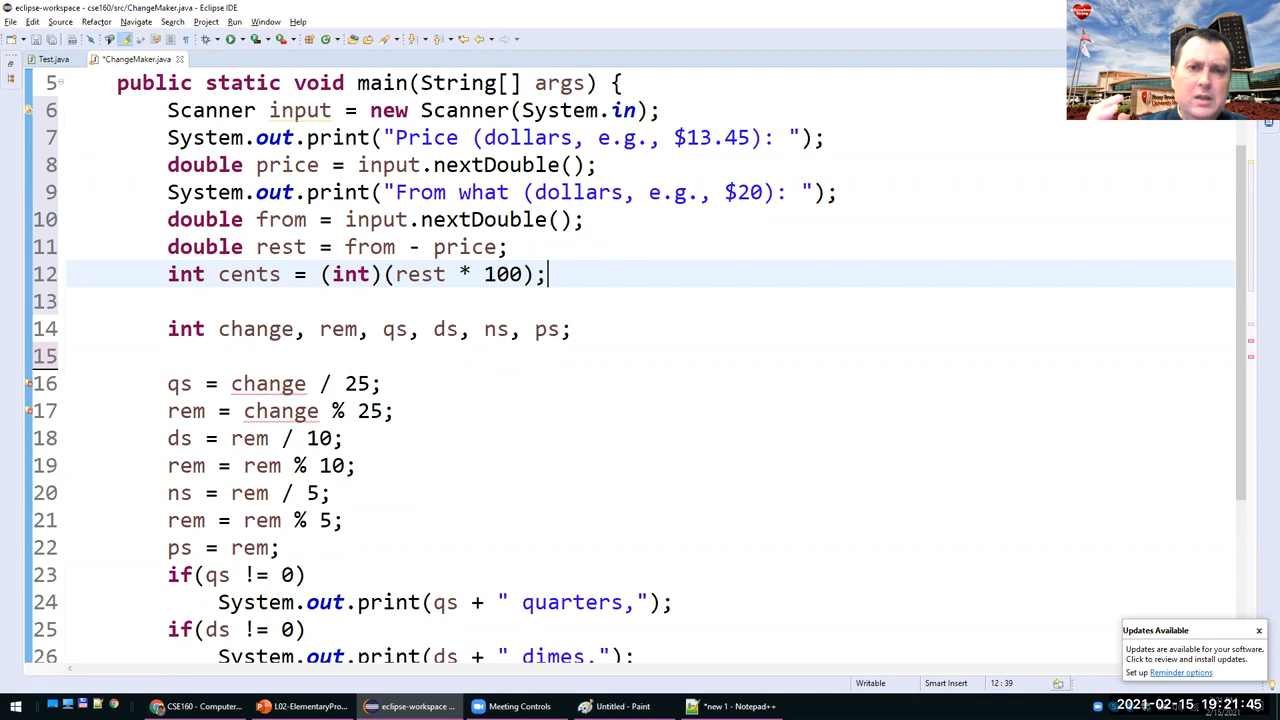 eclipse-workspace - cse160/src/ChangeMaker.java - Eclipse IDE
File Edit Source Refactor Navigate Search Project Run Window Help
Test.java *ChangeMaker.java
5 public static void main(String[] args) {
6 Scanner input = new Scanner(System.in);
7 System.out.print("Price (dollars, e.g., $13.45): ");
8 double price = input.nextDouble();
9 System.out.print("From what (dollars, e.g., $20): ");
10 double from = input.nextDouble();
11 double rest = from - price;
12 int cents = (int)(rest * 100);
13
14 int change, rem, qs, ds, ns, ps;
15
16 qs = change / 25;
17 rem = change % 25;
18 ds = rem / 10;
19 rem = rem % 10;
20 ns = rem / 5;
21 rem = rem % 5;
22 ps = rem;
23 if(qs != 0)
24 System.out.print(qs + " quarters,");
25 if(ds != 0)
26 System.out.print(ds + " dimes,");
Updates Available
Updates are available for your software.
Click to review and install updates.
Set up Reminder options
Writable Smart Insert 12 : 39
CSE160 - Computer... L02-ElementaryPro... eclipse-workspace ... Meeting Controls Untitled - Paint *new 1 - Notepad++
2021-02-15 19:21:45